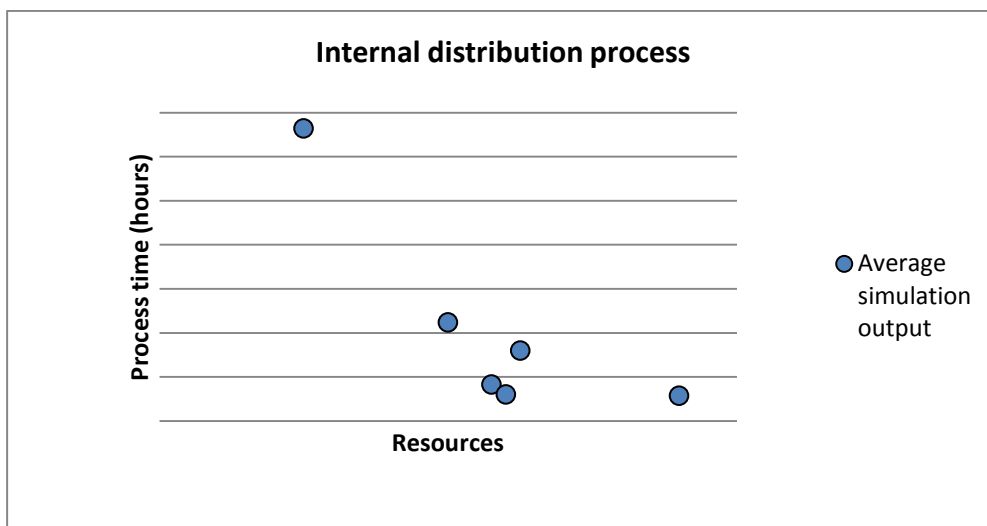 Internal distribution process
Process time (hours)
Resources
Average
simulation
output